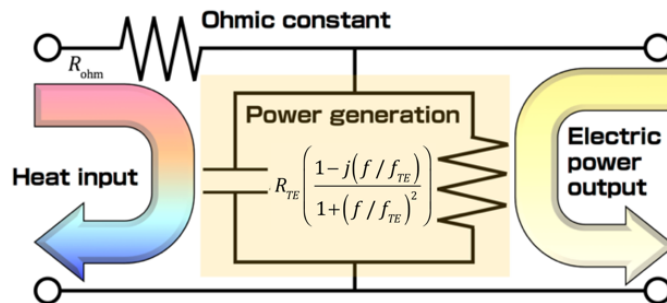 Ohmic constant
R_ohm
Power generation
Heat input
R_TE ( (1 − j(f / f_TE)) / (1 + (f / f_TE)^2) )
Electric
power
output